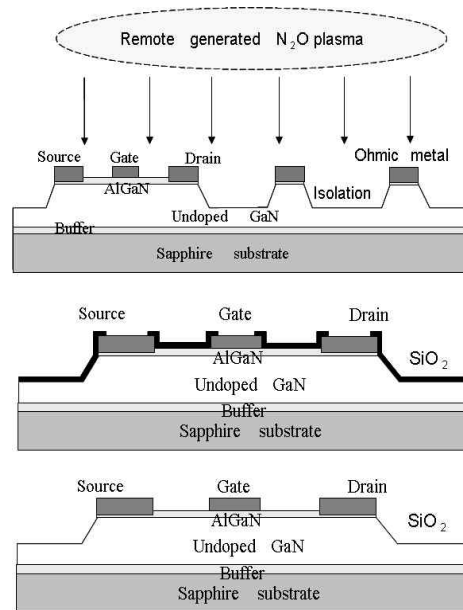 Remote generated N₂O plasma
Source Gate Drain Ohmic metal
AlGaN Isolation
Undoped GaN
Buffer
Sapphire substrate
Source Gate Drain
AlGaN SiO₂
Undoped GaN
Buffer
Sapphire substrate
Source Gate Drain
AlGaN SiO₂
Undoped GaN
Buffer
Sapphire substrate